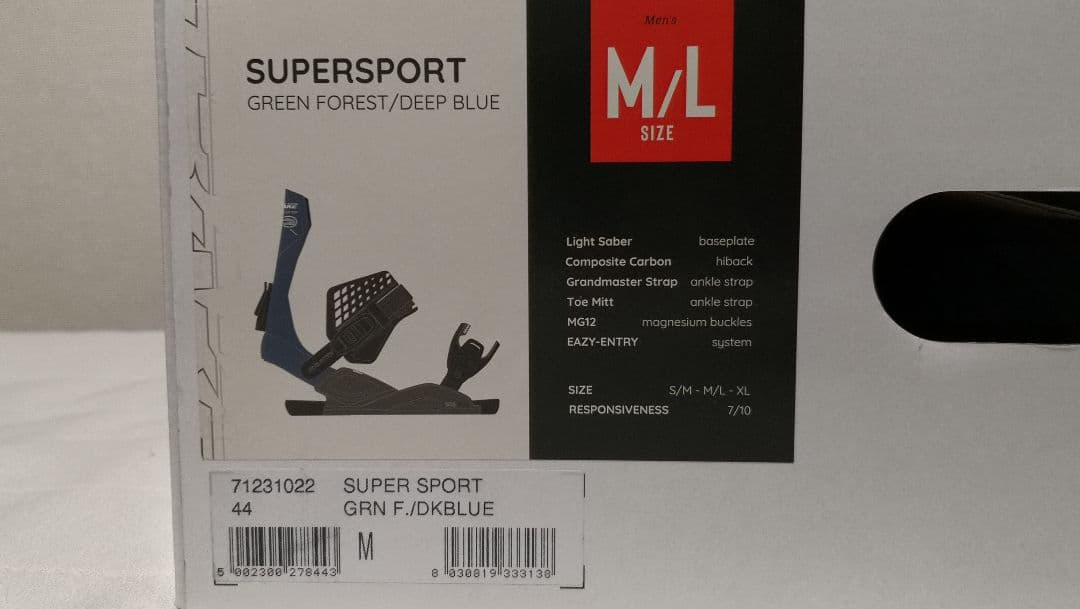 SUPERSPORT
GREEN FOREST/DEEP BLUE
Men's
M/L
SIZE
Light Saber baseplate
Composite Carbon hiback
Grandmaster Strap ankle strap
Toe Mitt ankle strap
MG12 magnesium buckles
EAZY-ENTRY system
SIZE S/M - M/L - XL
RESPONSIVENESS 7/10
71231022 SUPER SPORT
44 GRN F./DKBLUE
M
5 002300 278443
8 030819 333138